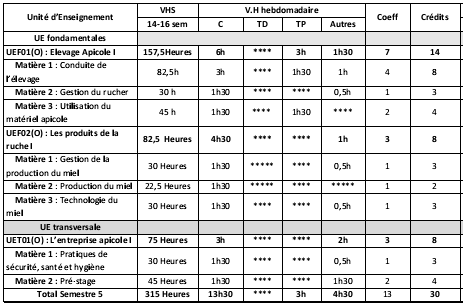 Unité d'Enseignement VHS V.H hebdomadaire Coeff Crédits
14-16 sem C TD TP Autres
UE fondamentales
UEF01(O) : Elevage Apicole I 157,5Heures 6h **** 3h 1h30 7 14
Matière 1 : Conduite de l'élevage 82,5h 3h **** 1h30 1h 4 8
Matière 2 : Gestion du rucher 30 h 1h30 **** **** 0,5h 1 3
Matière 3 : Utilisation du matériel apicole 45 h 1h30 **** 1h30 **** 2 4
UEF02(O) : Les produits de la ruche I 82,5 Heures 4h30 **** **** 1h 3 8
Matière 1 : Gestion de la production du miel 30 Heures 1h30 ***** **** 0,5h 1 3
Matière 2 : Production du miel 22,5 Heures 1h30 ***** **** ***** 1 2
Matière 3 : Technologie du miel 30 Heures 1h30 **** **** 0,5h 1 3
UE transversale
UET01(O) : L'entreprise apicole I 75 Heures 3h **** **** 2h 3 8
Matière 1 : Pratiques de sécurité, santé et hygiène 30 Heures 1h30 **** **** 0,5h 1 3
Matière 2 : Pré-stage 45 Heures 1h30 **** **** 1h30 2 4
Total Semestre 5 315 Heures 13h30 **** 3h 4h30 13 30